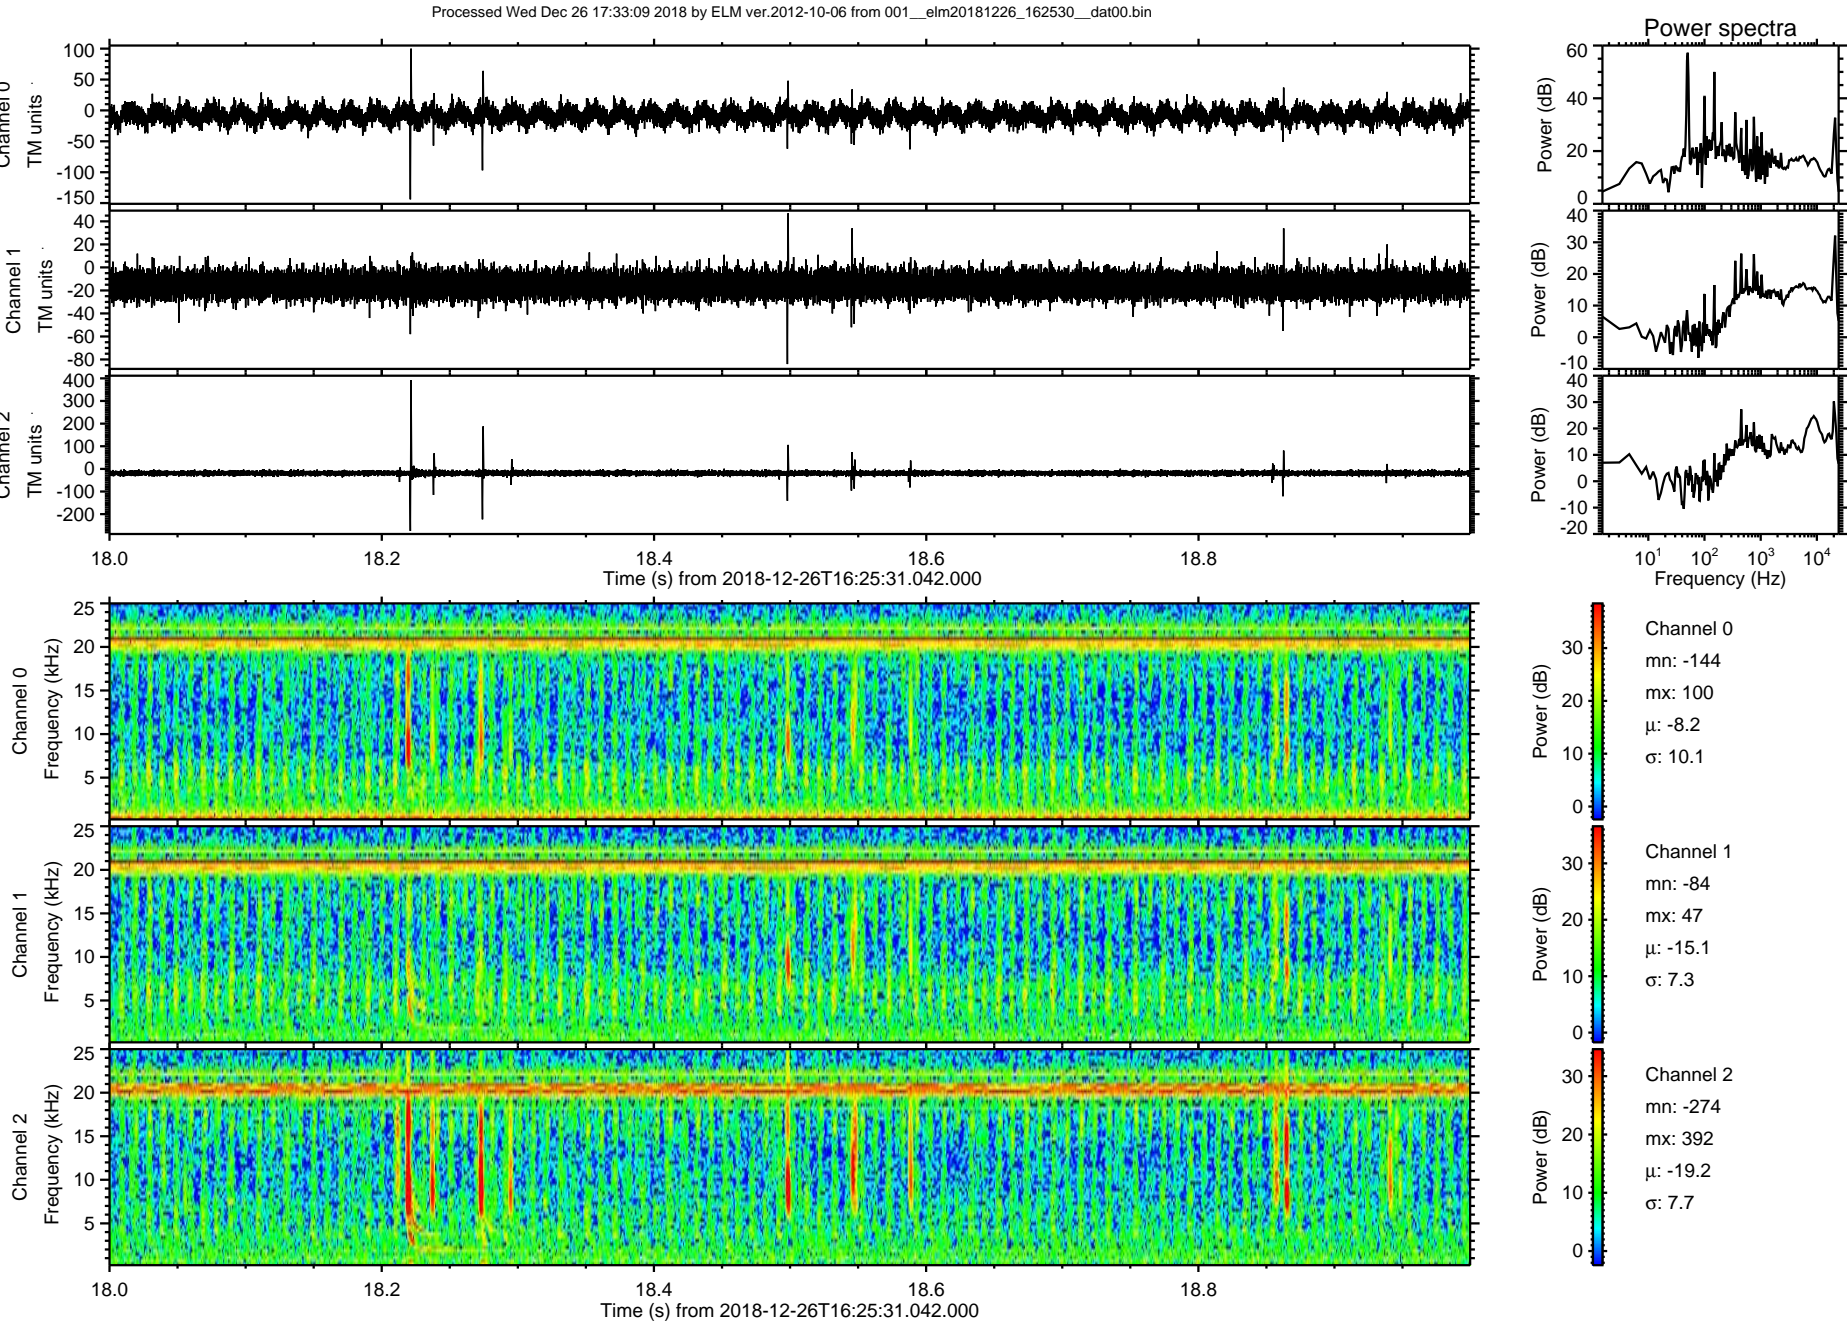 Processed Wed Dec 26 17:33:09 2018 by ELM ver.2012-10-06 from 001__elm20181226_162530__dat00.bin
Power spectra
Channel 0
TM units
100
50
0
-50
-100
-150
Power (dB)
60
40
20
0
Channel 1
TM units
40
20
0
-20
-40
-60
-80
Power (dB)
40
30
20
10
0
-10
Channel 2
TM units
400
300
200
100
0
-100
-200
Power (dB)
40
30
20
10
0
-10
-20
18.0 18.2 18.4 18.6 18.8
Time (s) from 2018-12-26T16:25:31.042.000
10^1 10^2 10^3 10^4
Frequency (Hz)
Channel 0
Frequency (kHz)
25
20
15
10
5
Power (dB)
30
20
10
0
Channel 0
mn: -144
mx: 100
μ: -8.2
σ: 10.1
Channel 1
Frequency (kHz)
25
20
15
10
5
Power (dB)
30
20
10
0
Channel 1
mn: -84
mx: 47
μ: -15.1
σ: 7.3
Channel 2
Frequency (kHz)
25
20
15
10
5
Power (dB)
30
20
10
0
Channel 2
mn: -274
mx: 392
μ: -19.2
σ: 7.7
18.0 18.2 18.4 18.6 18.8
Time (s) from 2018-12-26T16:25:31.042.000